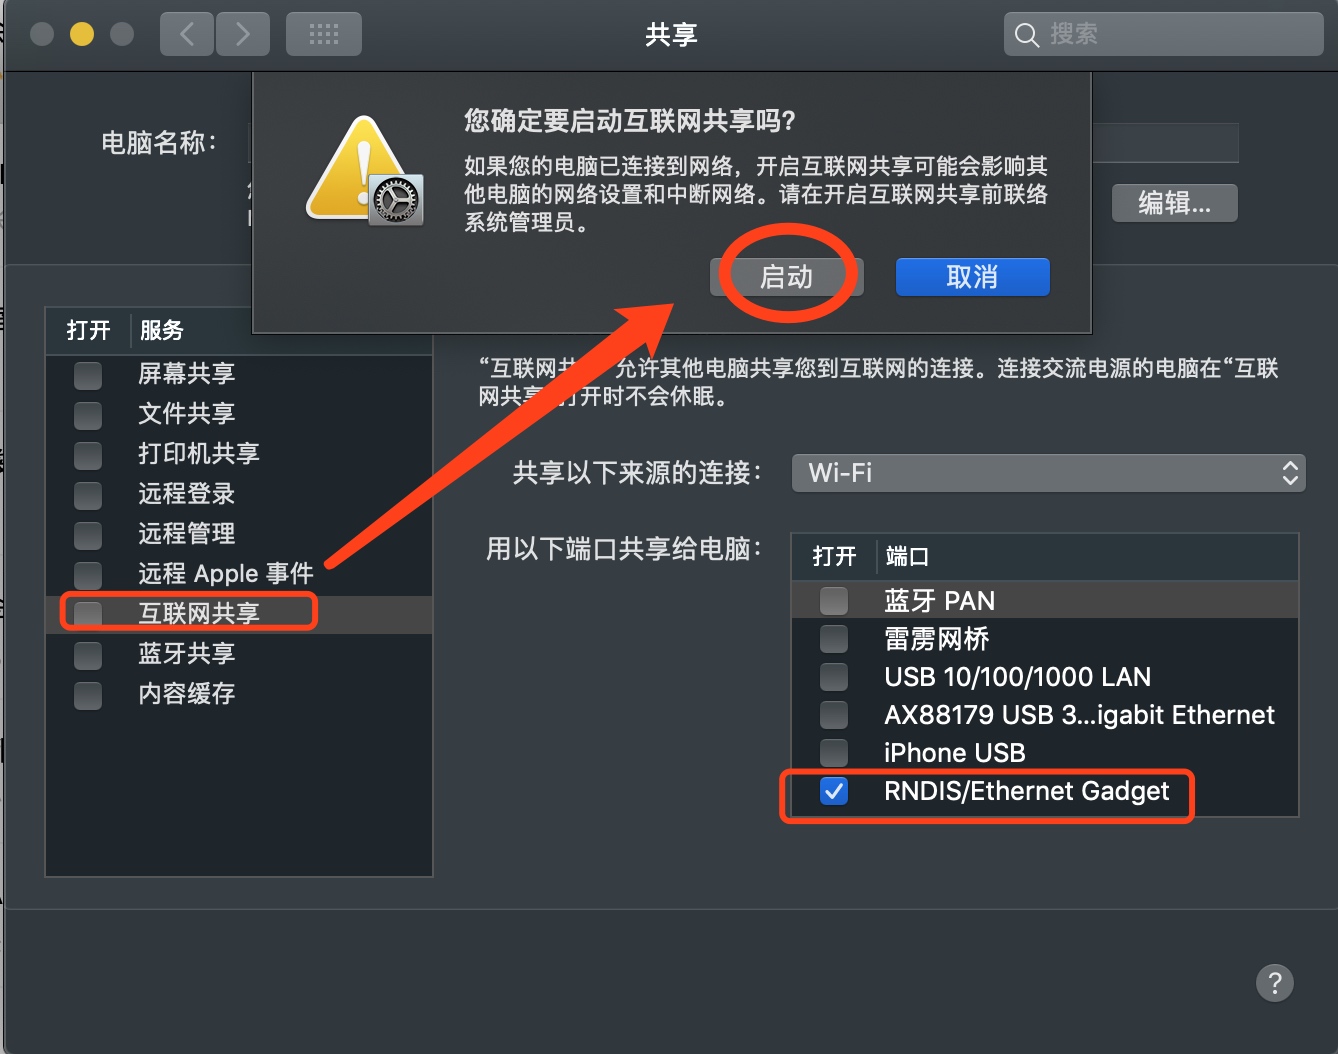 共享
搜索
您确定要启动互联网共享吗?
如果您的电脑已连接到网络，开启互联网共享可能会影响其
他电脑的网络设置和中断网络。请在开启互联网共享前联络
系统管理员。
启动
取消
电脑名称：
编辑...
打开 服务
屏幕共享
文件共享
打印机共享
远程登录
远程管理
远程 Apple 事件
互联网共享
蓝牙共享
内容缓存
“互联网共 允许其他电脑共享您到互联网的连接。连接交流电源的电脑在“互联
网共享 打开时不会休眠。
共享以下来源的连接：
Wi-Fi
用以下端口共享给电脑：
打开 端口
蓝牙 PAN
雷雳网桥
USB 10/100/1000 LAN
AX88179 USB 3...igabit Ethernet
iPhone USB
RNDIS/Ethernet Gadget
?